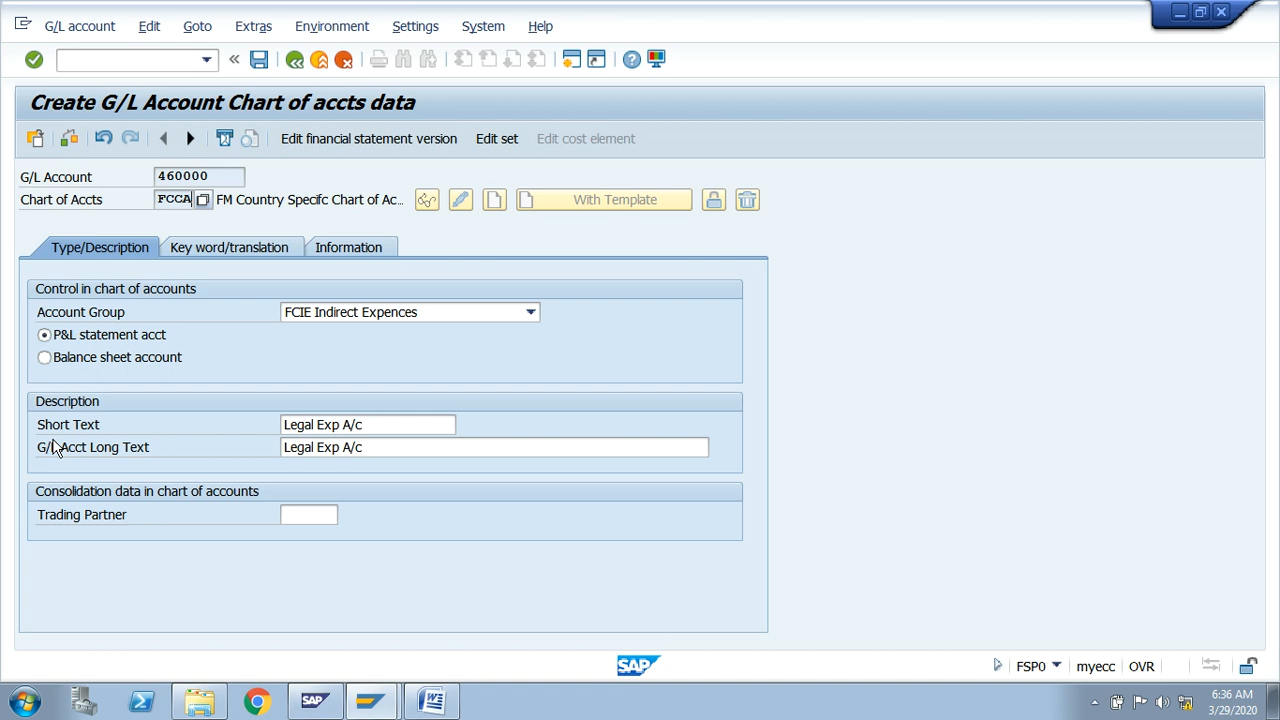 G/L account Edit Goto Extras Environment Settings System Help
Create G/L Account Chart of accts data
Edit financial statement version Edit set Edit cost element
G/L Account 460000
Chart of Accts FCCA FM Country Specifc Chart of Ac... With Template
Type/Description Key word/translation Information
Control in chart of accounts
Account Group FCIE Indirect Expences
P&L statement acct
Balance sheet account
Description
Short Text Legal Exp A/c
G/L Acct Long Text Legal Exp A/c
Consolidation data in chart of accounts
Trading Partner
SAP FSP0 myecc OVR
SAP 6:36 AM
3/29/2020